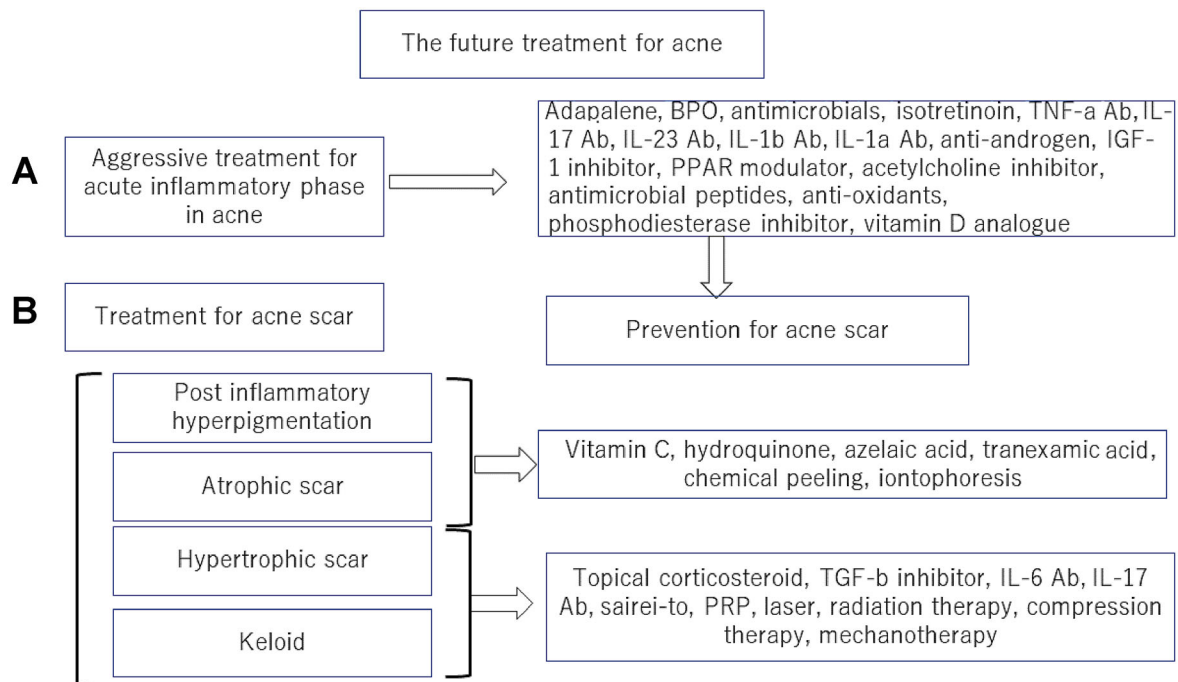 The future treatment for acne
A
Aggressive treatment for
acute inflammatory phase
in acne
Adapalene, BPO, antimicrobials, isotretinoin, TNF-a Ab, IL-
17 Ab, IL-23 Ab, IL-1b Ab, IL-1a Ab, anti-androgen, IGF-
1 inhibitor, PPAR modulator, acetylcholine inhibitor,
antimicrobial peptides, anti-oxidants,
phosphodiesterase inhibitor, vitamin D analogue
B
Treatment for acne scar
Prevention for acne scar
Post inflammatory
hyperpigmentation
Atrophic scar
Vitamin C, hydroquinone, azelaic acid, tranexamic acid,
chemical peeling, iontophoresis
Hypertrophic scar
Keloid
Topical corticosteroid, TGF-b inhibitor, IL-6 Ab, IL-17
Ab, sairei-to, PRP, laser, radiation therapy, compression
therapy, mechanotherapy